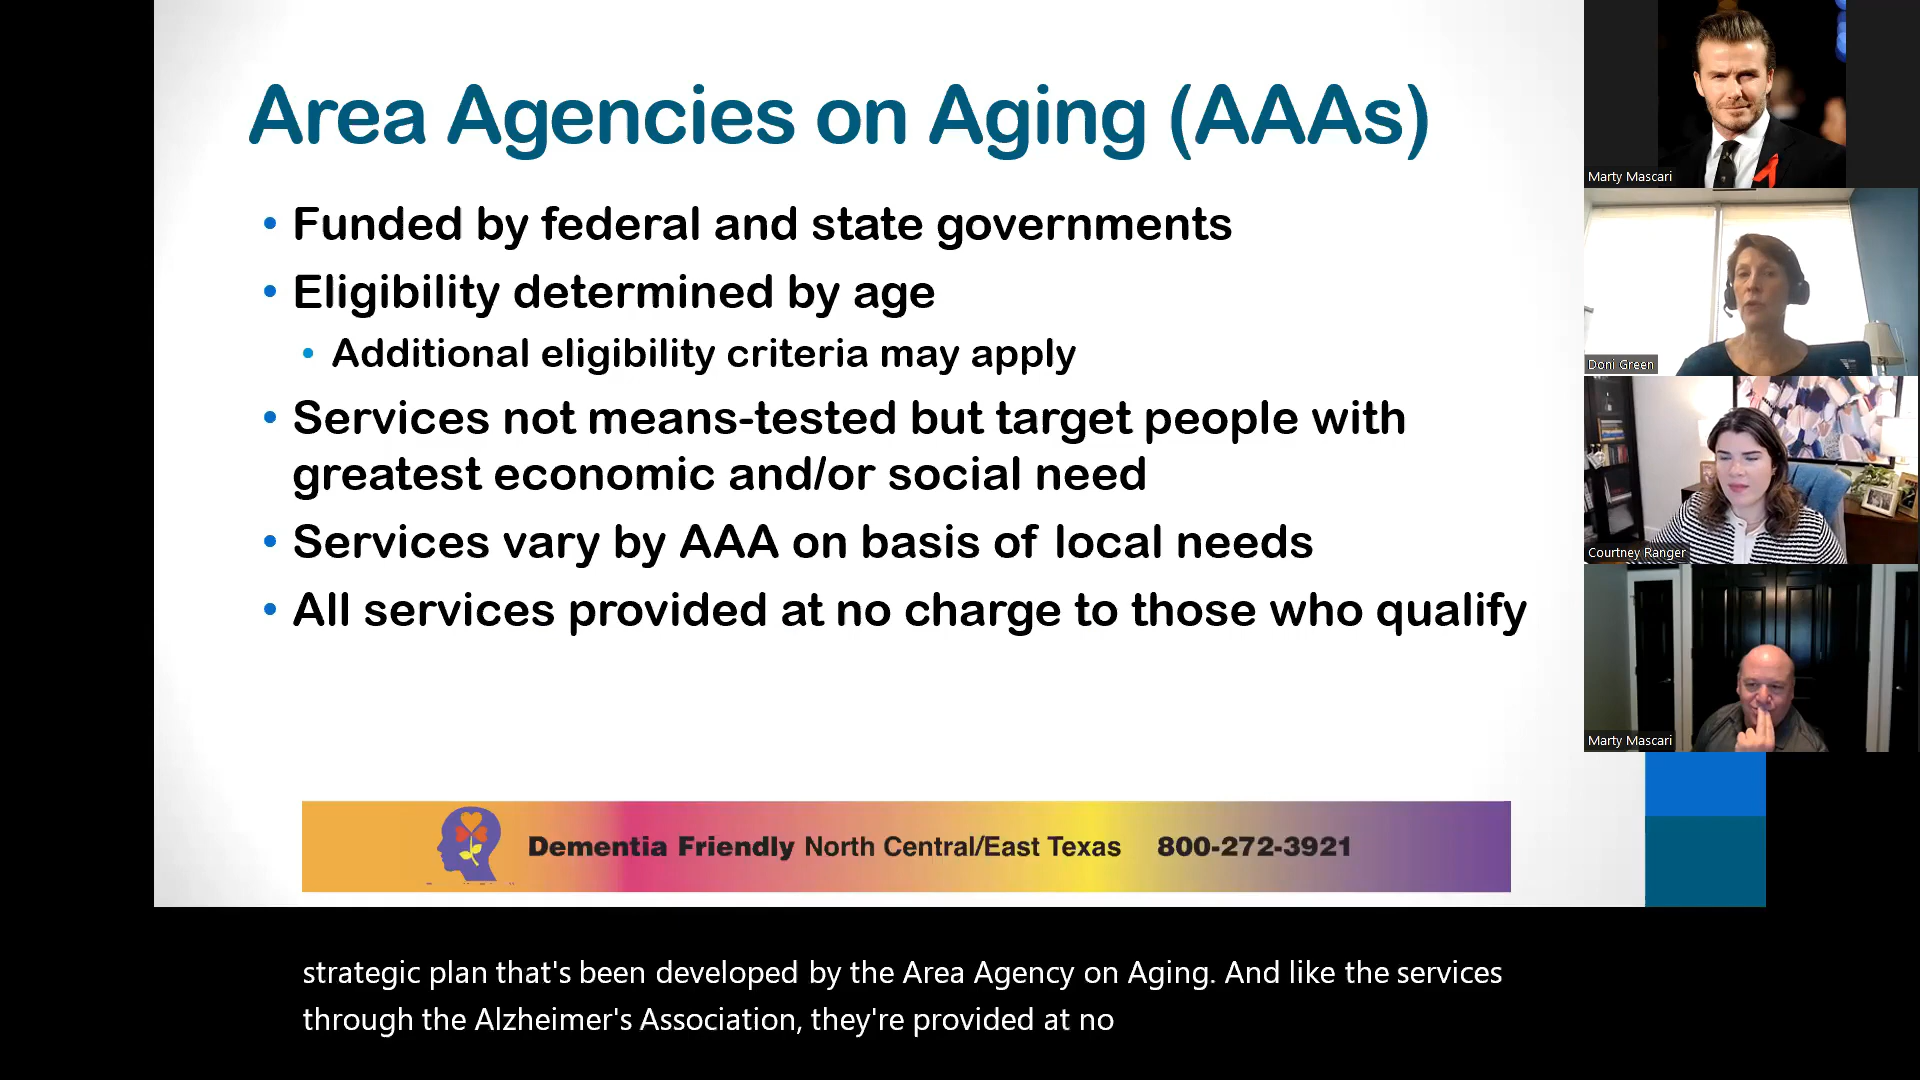 Area Agencies on Aging (AAAs)
• Funded by federal and state governments
• Eligibility determined by age
• Additional eligibility criteria may apply
• Services not means-tested but target people with
greatest economic and/or social need
• Services vary by AAA on basis of local needs
• All services provided at no charge to those who qualify
Dementia Friendly North Central/East Texas 800-272-3921
strategic plan that's been developed by the Area Agency on Aging. And like the services
through the Alzheimer's Association, they're provided at no
Marty Mascari
Doni Green
Courtney Ranger
Marty Mascari